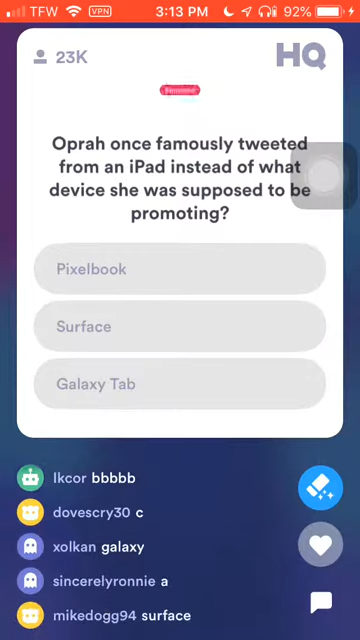 TFW VPN 3:13 PM 92%
23K HQ
Oprah once famously tweeted
from an iPad instead of what
device she was supposed to be
promoting?
Pixelbook
Surface
Galaxy Tab
lkcor bbbbb
dovescry30 c
xolkan galaxy
sincerelyronnie a
mikedogg94 surface